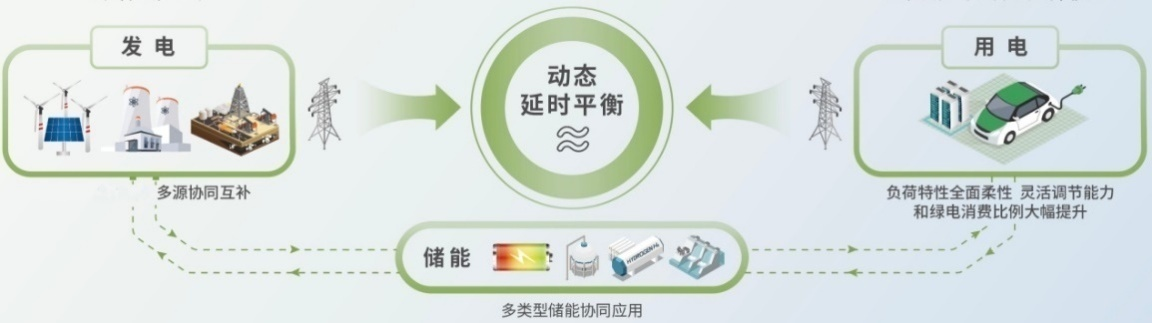 发电
动态
延时平衡
用电
多源协同互补
负荷特性全面柔性 灵活调节能力
和绿电消费比例大幅提升
储能
HYDROGEN H₂
多类型储能协同应用